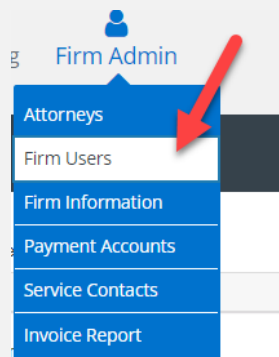 g
Firm Admin
Attorneys
Firm Users
Firm Information
Payment Accounts
Service Contacts
Invoice Report